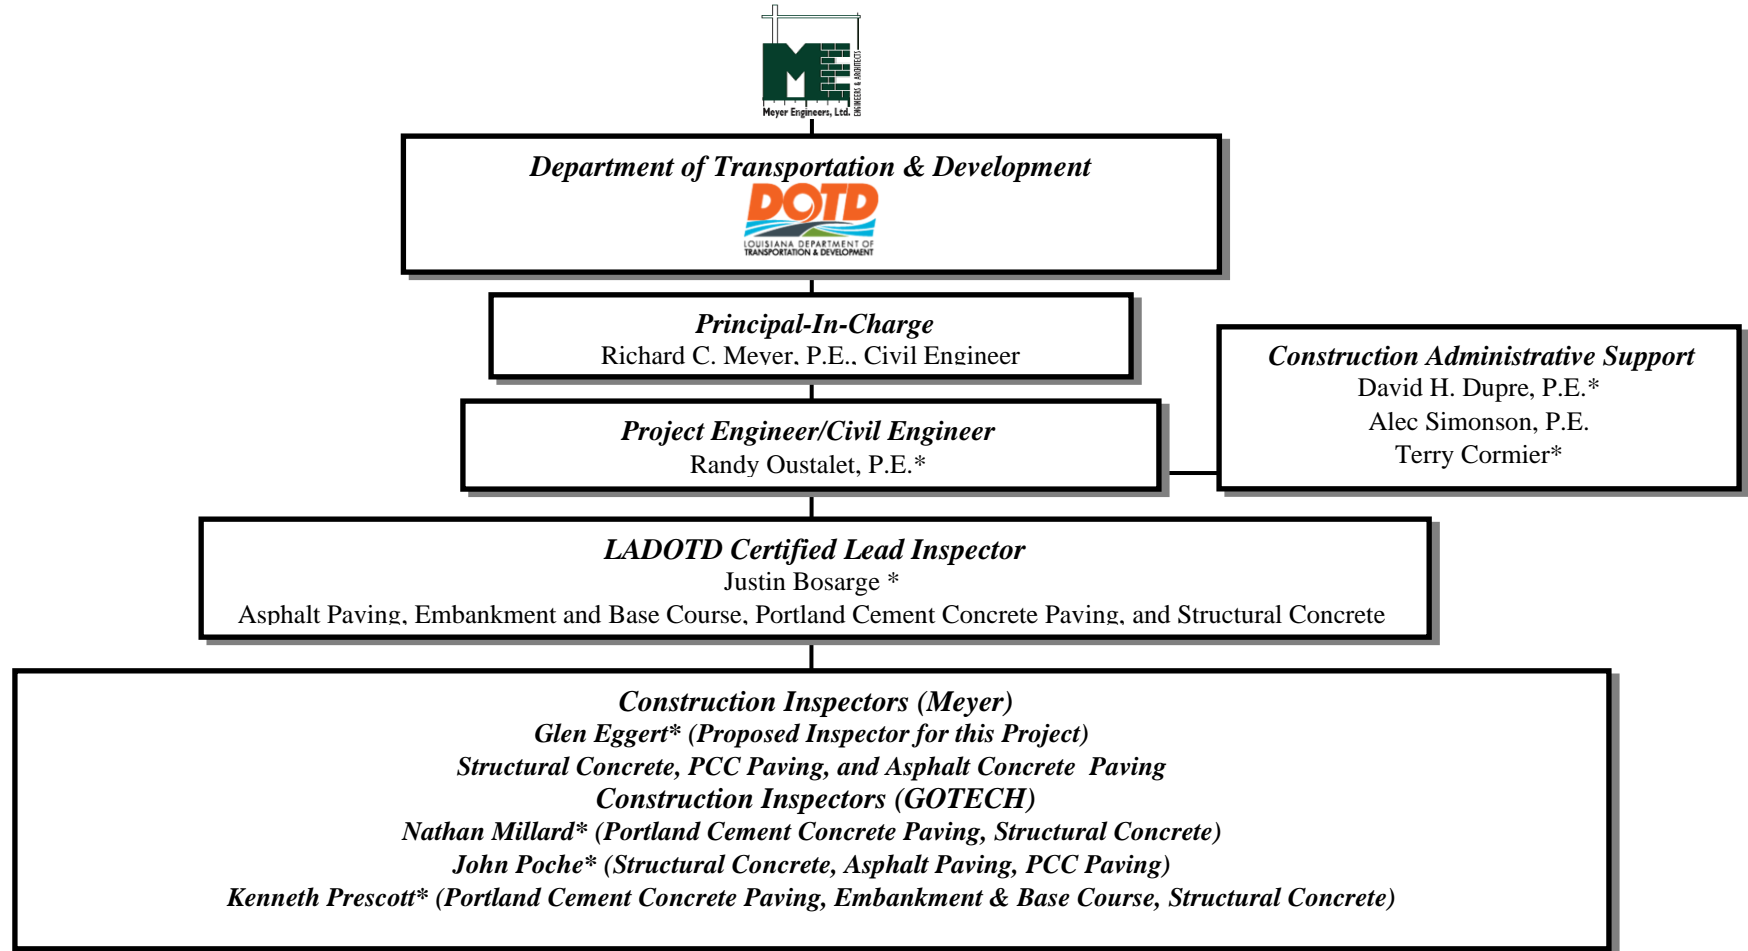 ME
ENGINEERS & ARCHITECTS
Meyer Engineers, Ltd.
Department of Transportation & Development
DOTD
LOUISIANA DEPARTMENT OF
TRANSPORTATION & DEVELOPMENT
Principal-In-Charge
Richard C. Meyer, P.E., Civil Engineer
Construction Administrative Support
David H. Dupre, P.E.*
Alec Simonson, P.E.
Terry Cormier*
Project Engineer/Civil Engineer
Randy Oustalet, P.E.*
LADOTD Certified Lead Inspector
Justin Bosarge *
Asphalt Paving, Embankment and Base Course, Portland Cement Concrete Paving, and Structural Concrete
Construction Inspectors (Meyer)
Glen Eggert* (Proposed Inspector for this Project)
Structural Concrete, PCC Paving, and Asphalt Concrete Paving
Construction Inspectors (GOTECH)
Nathan Millard* (Portland Cement Concrete Paving, Structural Concrete)
John Poche* (Structural Concrete, Asphalt Paving, PCC Paving)
Kenneth Prescott* (Portland Cement Concrete Paving, Embankment & Base Course, Structural Concrete)